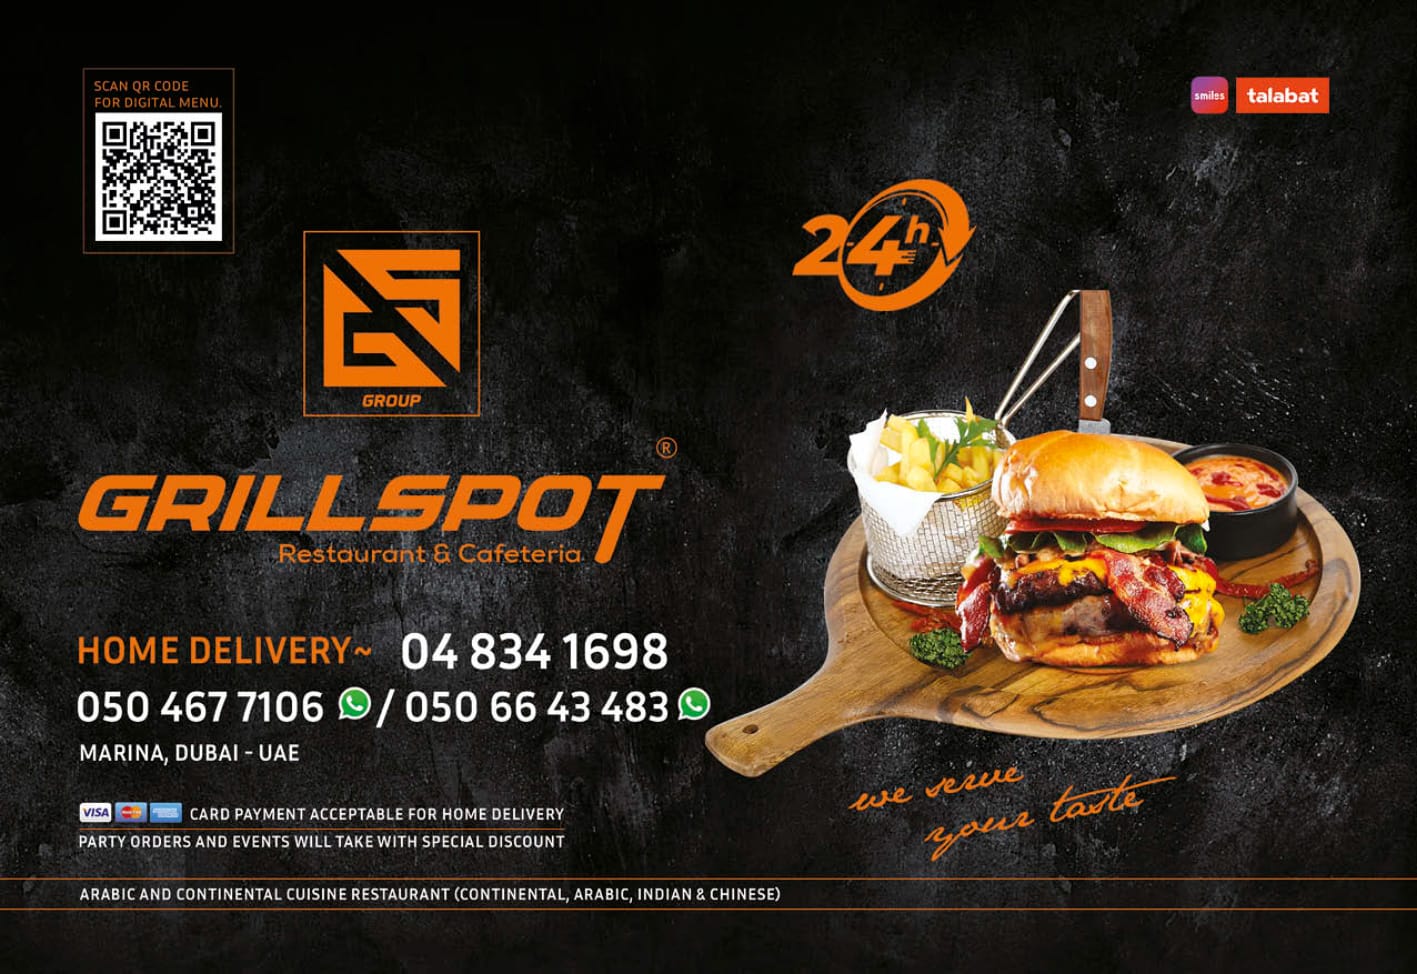 SCAN QR CODE
FOR DIGITAL MENU.
smiles
talabat
24h
GS
GROUP
GRILLSPOT®
Restaurant & Cafeteria
HOME DELIVERY~ 04 834 1698
050 467 7106 / 050 66 43 483
MARINA, DUBAI - UAE
we serve
your taste
VISA CARD PAYMENT ACCEPTABLE FOR HOME DELIVERY
PARTY ORDERS AND EVENTS WILL TAKE WITH SPECIAL DISCOUNT
ARABIC AND CONTINENTAL CUISINE RESTAURANT (CONTINENTAL, ARABIC, INDIAN & CHINESE)